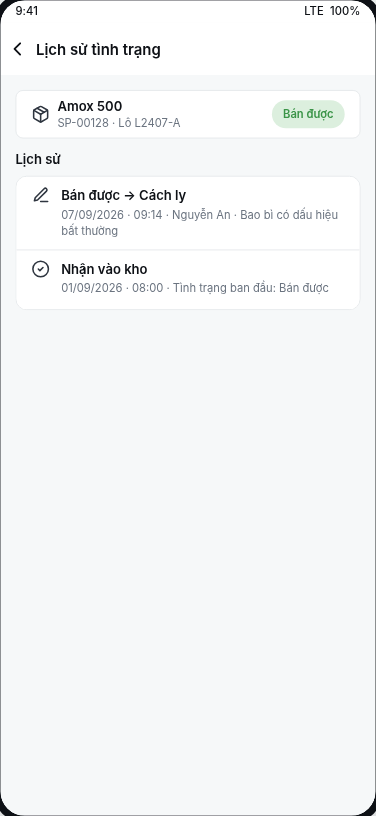 9:41 LTE 100%
Lịch sử tình trạng
Amox 500
SP-00128 · Lô L2407-A
Bán được
Lịch sử
Bán được → Cách ly
07/09/2026 · 09:14 · Nguyễn An · Bao bì có dấu hiệu
bất thường
Nhận vào kho
01/09/2026 · 08:00 · Tình trạng ban đầu: Bán được